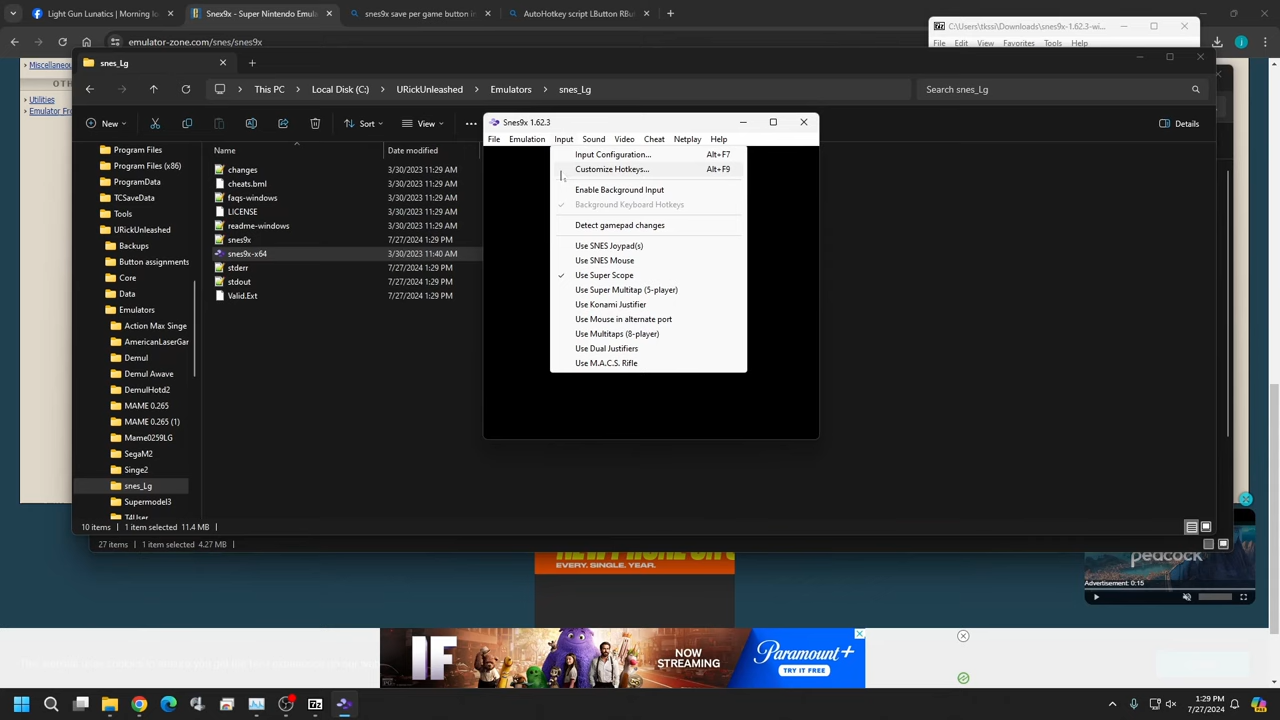 Light Gun Lunatics | Morning lo
Snes9x - Super Nintendo Emula
snes9x save per game button in
AutoHotkey script LButton RBut
emulator-zone.com/snes/snes9x
C:\Users\tkssi\Downloads\snes9x-1.62.3-wi...
File Edit View Favorites Tools Help
Miscellaneous
Utilities
Emulator Fro
snes_Lg
This PC > Local Disk (C:) > URickUnleashed > Emulators > snes_Lg
Search snes_Lg
New
Sort
View
Details
Program Files
Program Files (x86)
ProgramData
TCSaveData
Tools
URickUnleashed
Backups
Button assignments
Core
Data
Emulators
Action Max Singe
AmericanLaserGar
Demul
Demul Awave
DemulHotd2
MAME 0.265
MAME 0.265 (1)
Mame0259LG
SegaM2
Singe2
snes_Lg
Supermodel3
T4User
Name Date modified
changes 3/30/2023 11:29 AM
cheats.bml 3/30/2023 11:29 AM
faqs-windows 3/30/2023 11:29 AM
LICENSE 3/30/2023 11:29 AM
readme-windows 3/30/2023 11:29 AM
snes9x 7/27/2024 1:29 PM
snes9x-x64 3/30/2023 11:40 AM
stderr 7/27/2024 1:29 PM
stdout 7/27/2024 1:29 PM
Valid.Ext 7/27/2024 1:29 PM
Snes9x 1.62.3
File Emulation Input Sound Video Cheat Netplay Help
Input Configuration... Alt+F7
Customize Hotkeys... Alt+F9
Enable Background Input
Background Keyboard Hotkeys
Detect gamepad changes
Use SNES Joypad(s)
Use SNES Mouse
Use Super Scope
Use Super Multitap (5-player)
Use Konami Justifier
Use Mouse in alternate port
Use Multitaps (8-player)
Use Dual Justifiers
Use M.A.C.S. Rifle
10 items 1 item selected 11.4 MB
27 items 1 item selected 4.27 MB
EVERY. SINGLE. YEAR.
peacock
Advertisement: 0:15
IF
NOW
STREAMING
Paramount+
TRY IT FREE
1:29 PM
7/27/2024